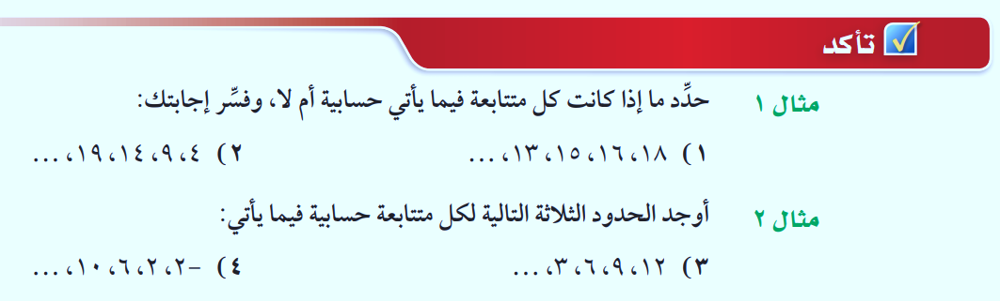 تأكد
مثال ١ حدِّد ما إذا كانت كل متتابعة فيما يأتي حسابية أم لا، وفسِّر إجابتك:
١) ١٨، ١٦، ١٥، ١٣، ... ٢) ٤، ٩، ١٤، ١٩، ...
مثال ٢ أوجد الحدود الثلاثة التالية لكل متتابعة حسابية فيما يأتي:
٣) ١٢، ٩، ٦، ٣، ... ٤) –٢، ٢، ٦، ١٠، ...